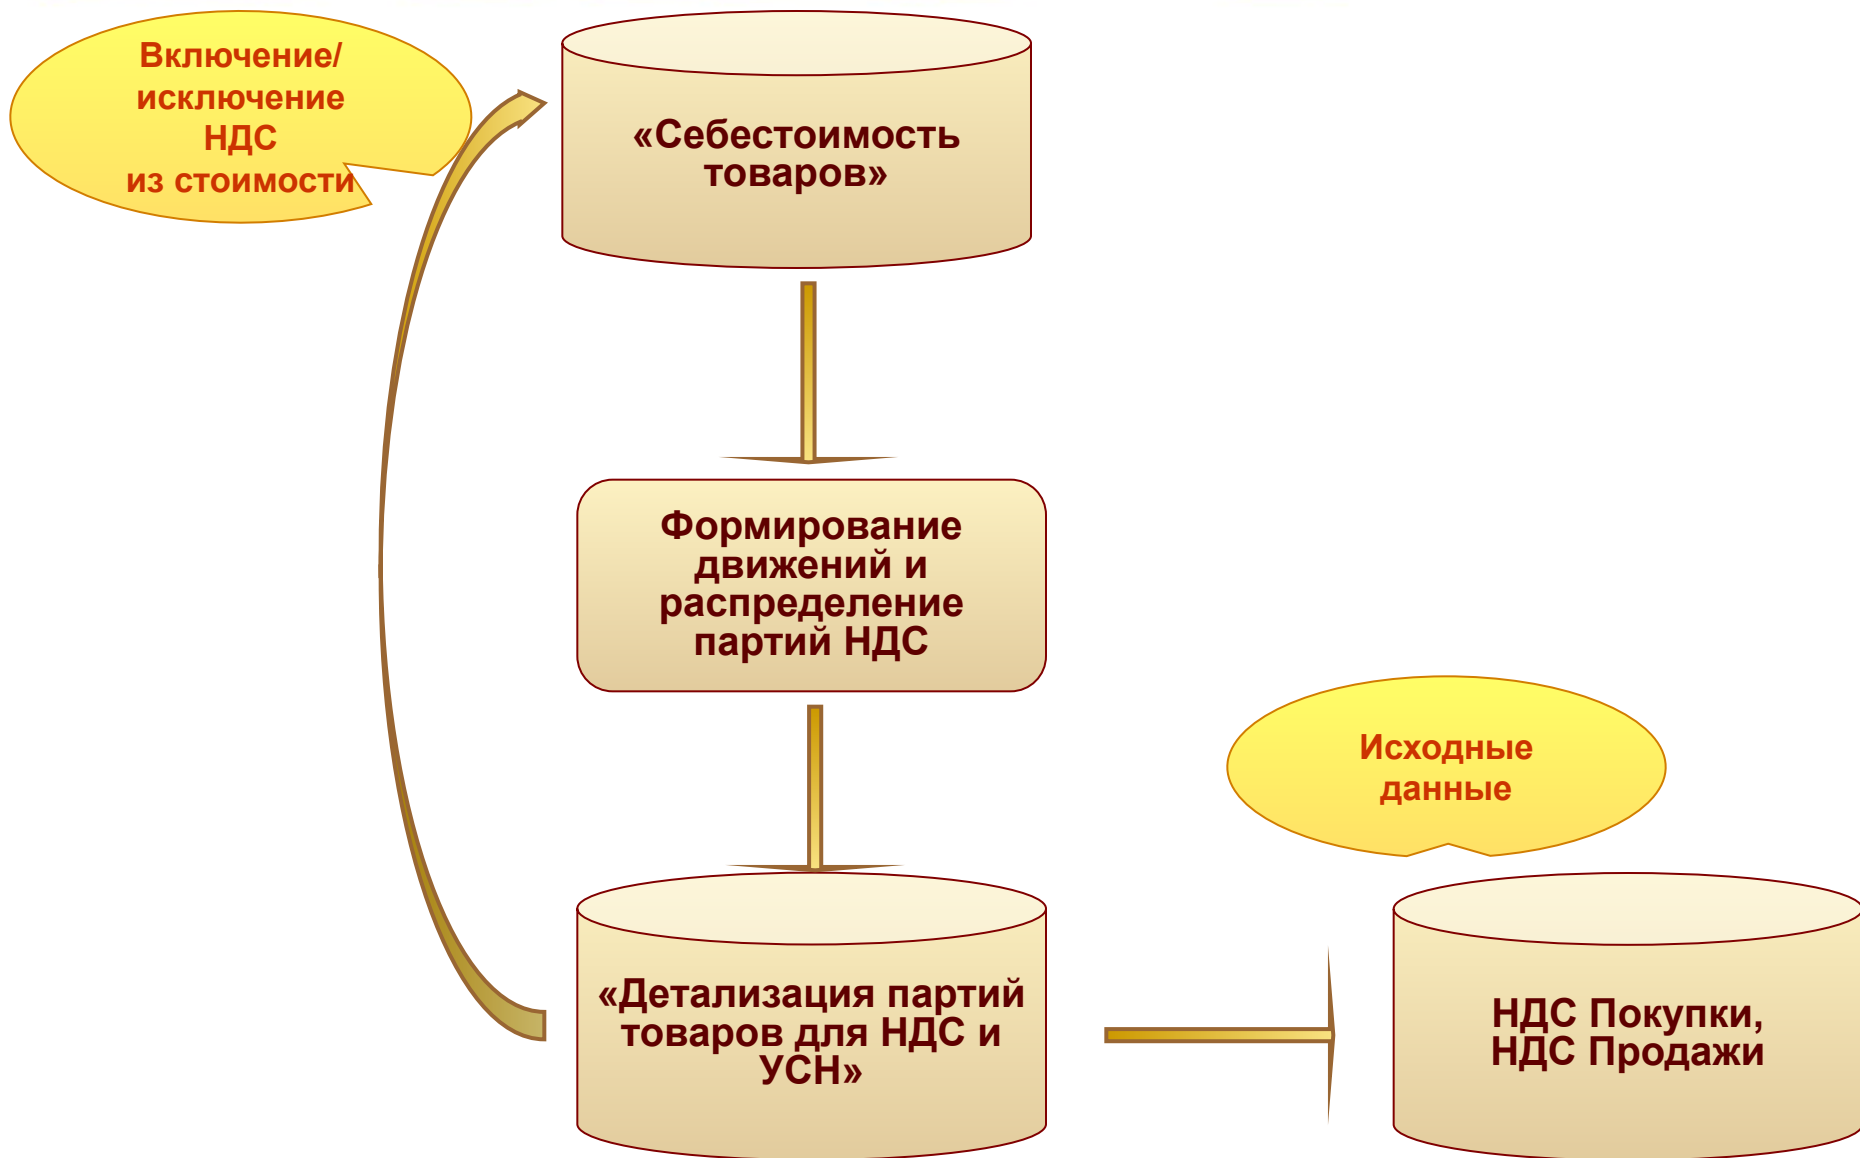 Включение/
исключение
НДС
из стоимости
«Себестоимость
товаров»
Формирование
движений и
распределение
партий НДС
Исходные
данные
«Детализация партий
товаров для НДС и
УСН»
НДС Покупки,
НДС Продажи